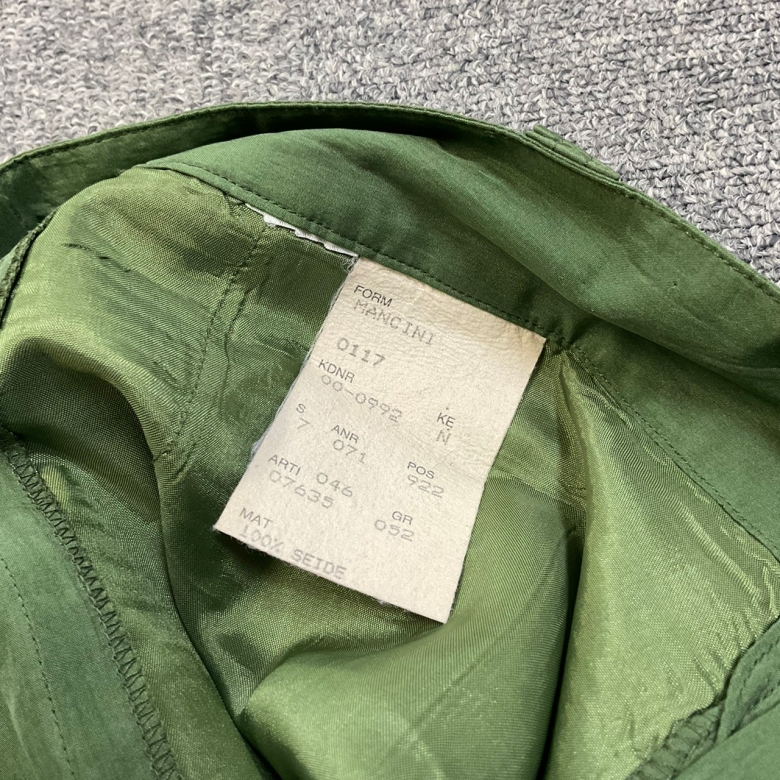 FORM
MANCINI
0117
KDNR
00-0992
KE
N
S
7
ANR
071
POS
922
ARTI 046
07635
GR
052
MAT
100% SEIDE